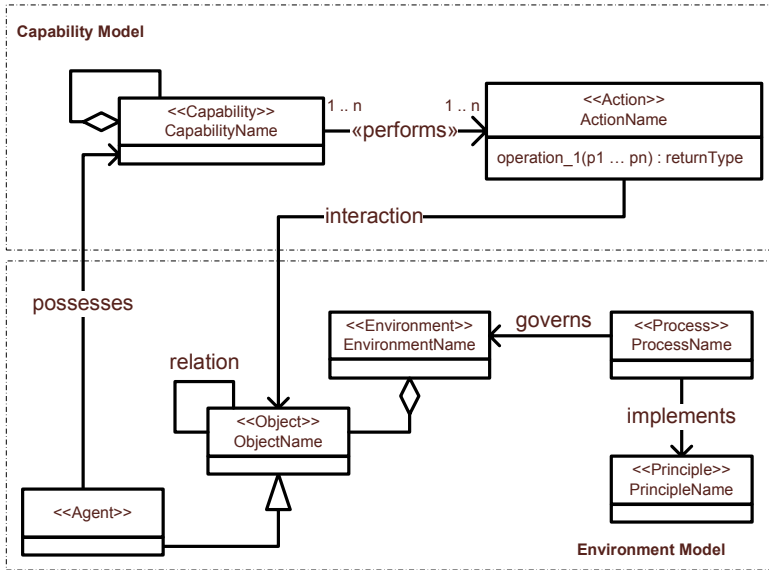 Capability Model
<<Capability>>
CapabilityName
1 .. n
«performs»
1 .. n
<<Action>>
ActionName
operation_1(p1 ... pn) : returnType
interaction
possesses
relation
<<Object>>
ObjectName
<<Environment>>
EnvironmentName
governs
<<Process>>
ProcessName
implements
<<Principle>>
PrincipleName
<<Agent>>
Environment Model